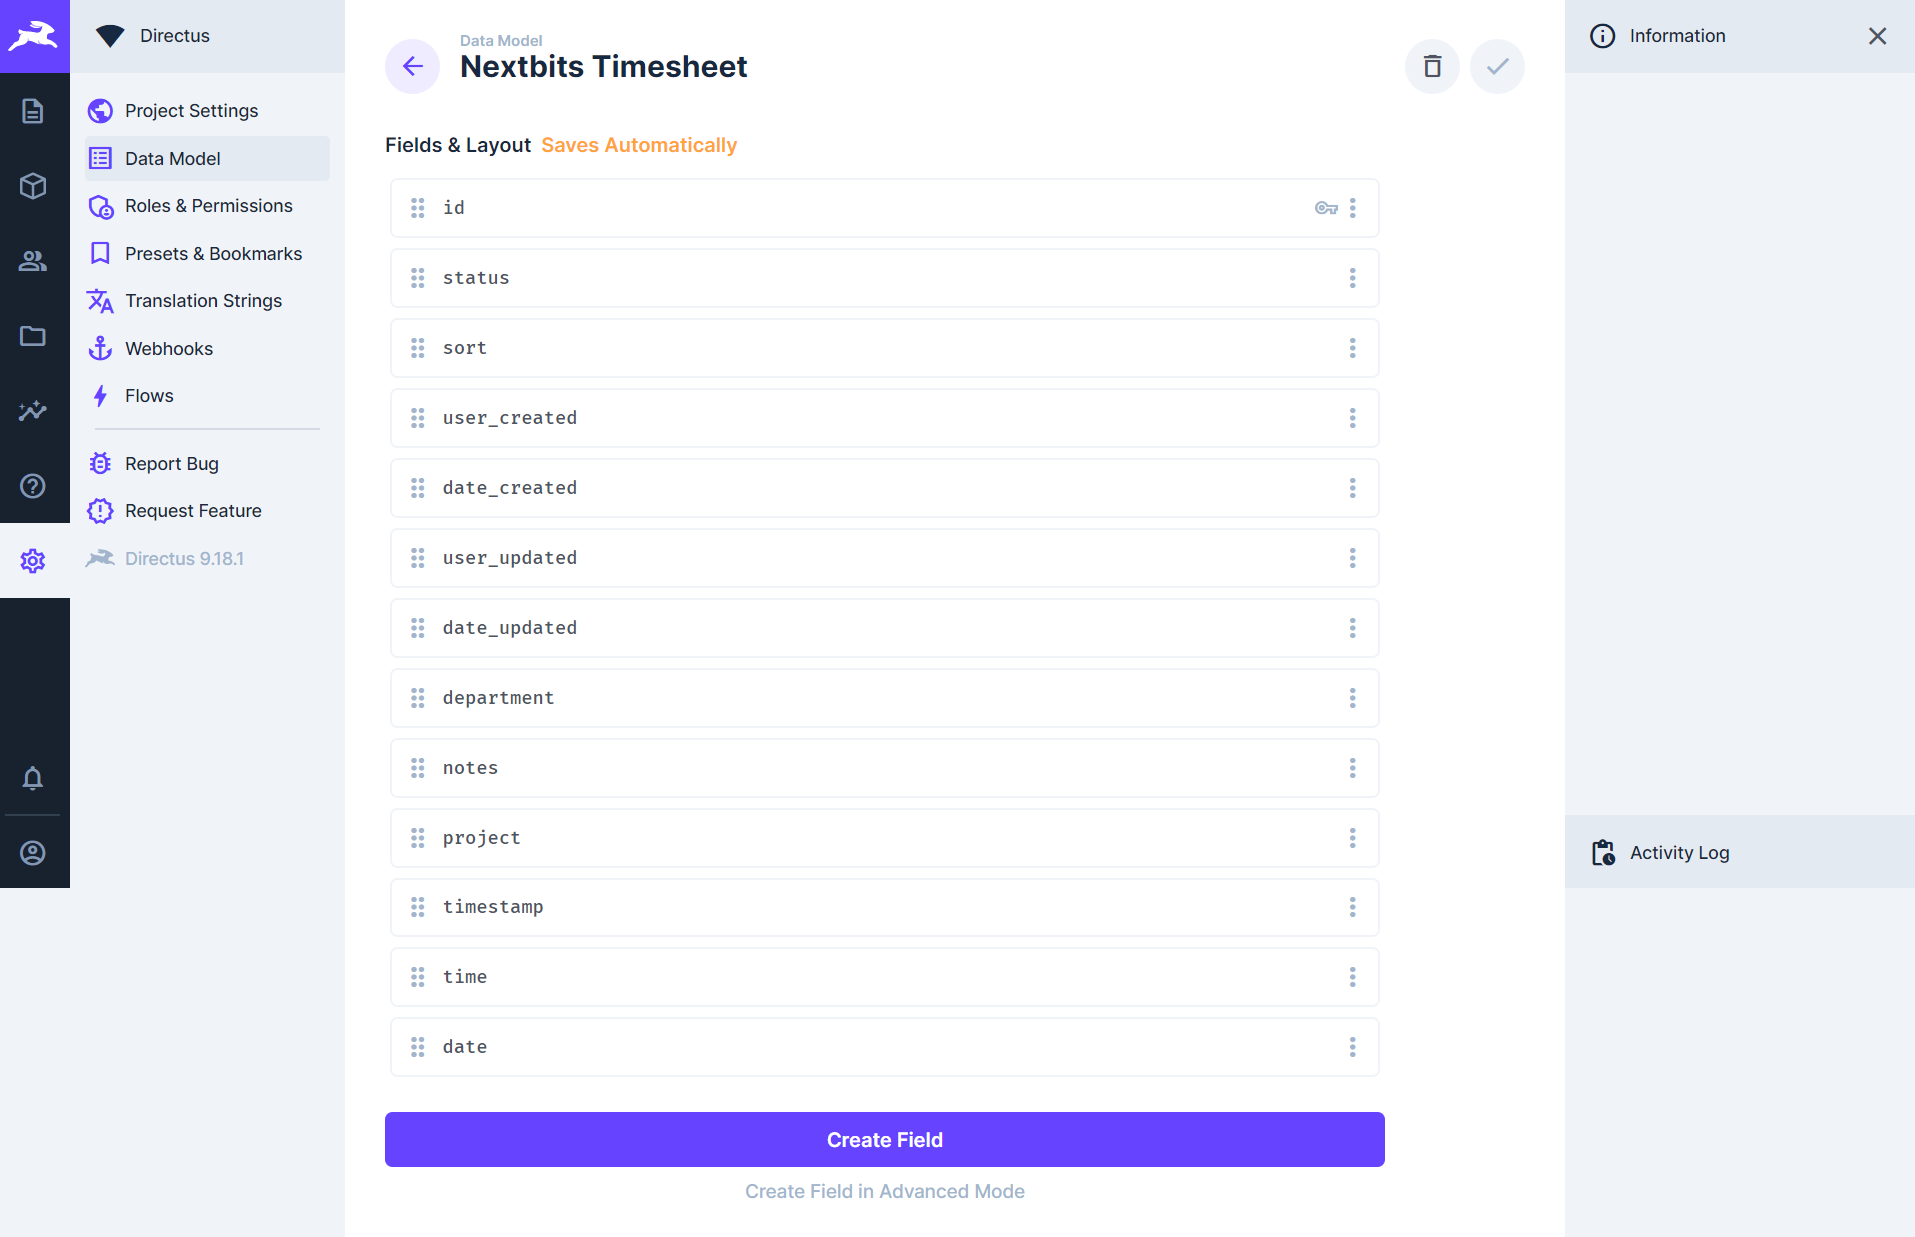 Directus
Project Settings
Data Model
Roles & Permissions
Presets & Bookmarks
Translation Strings
Webhooks
Flows
Report Bug
Request Feature
Directus 9.18.1
Data Model
Nextbits Timesheet
Fields & Layout Saves Automatically
id
status
sort
user_created
date_created
user_updated
date_updated
department
notes
project
timestamp
time
date
Create Field
Create Field in Advanced Mode
Information
Activity Log